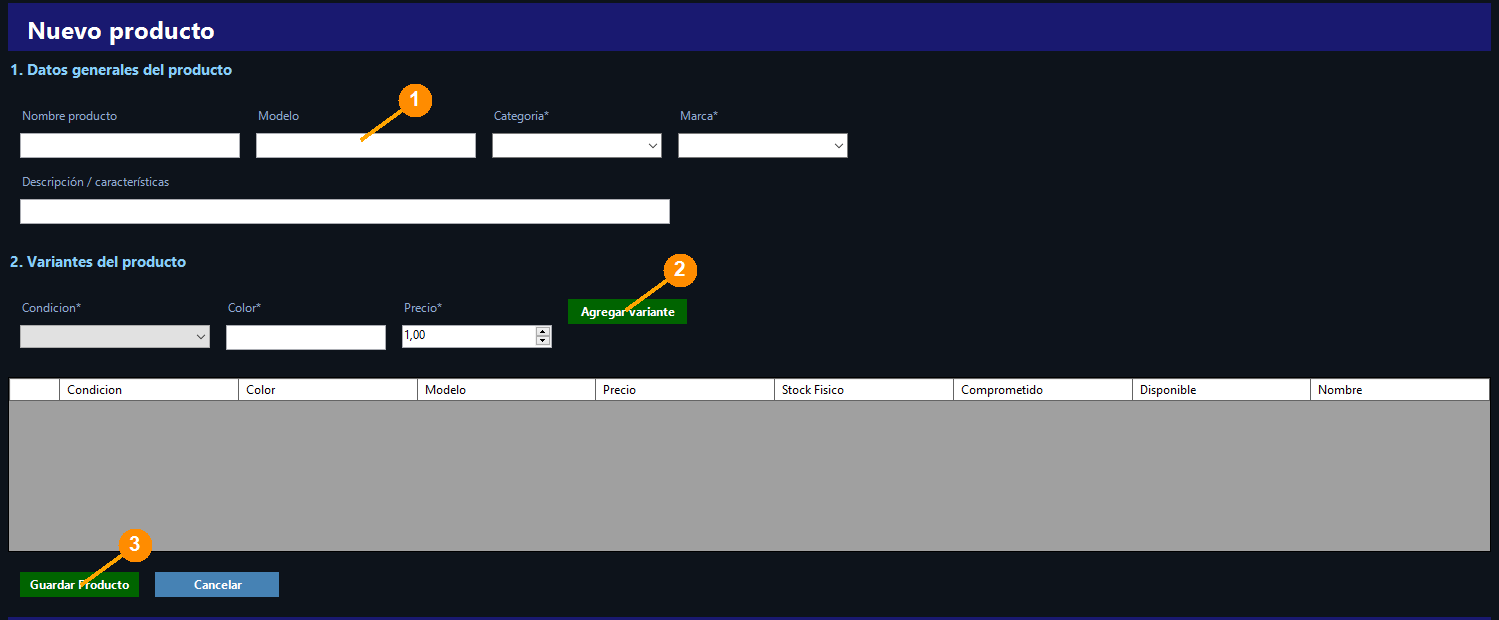 Nuevo producto
1. Datos generales del producto
1
Nombre producto Modelo Categoria* Marca*
Descripción / características
2. Variantes del producto
2
Condicion* Color* Precio*
Agregar variante
1,00
Condicion Color Modelo Precio Stock Fisico Comprometido Disponible Nombre
3
Guardar Producto Cancelar